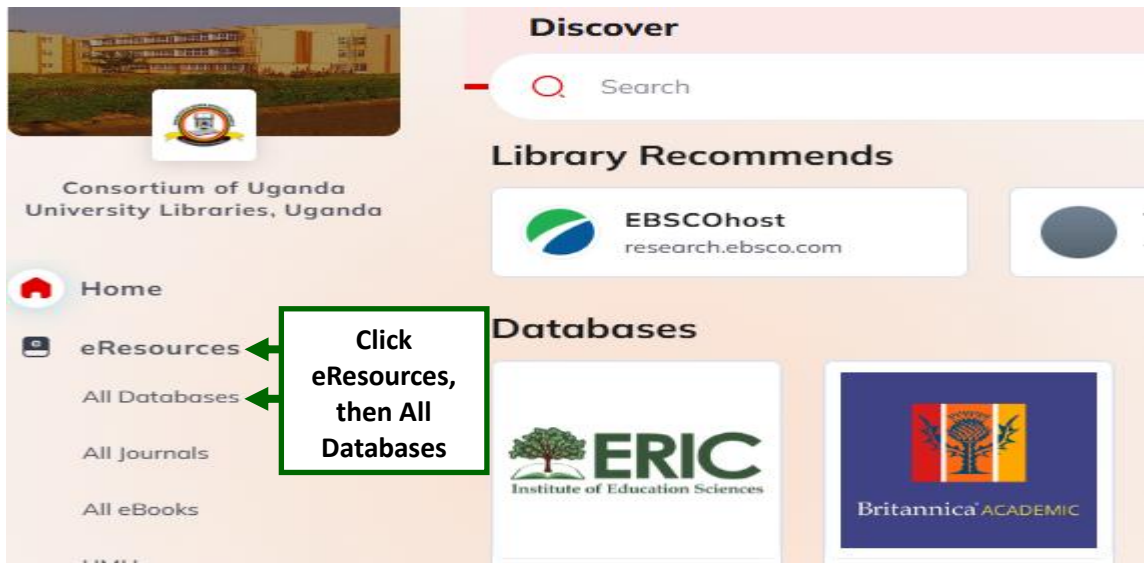 Discover
Search
Library Recommends
EBSCOhost
research.ebsco.com
Consortium of Uganda
University Libraries, Uganda
Home
eResources
All Databases
All Journals
All eBooks
Click
eResources,
then All
Databases
Databases
ERIC
Institute of Education Sciences
Britannica ACADEMIC